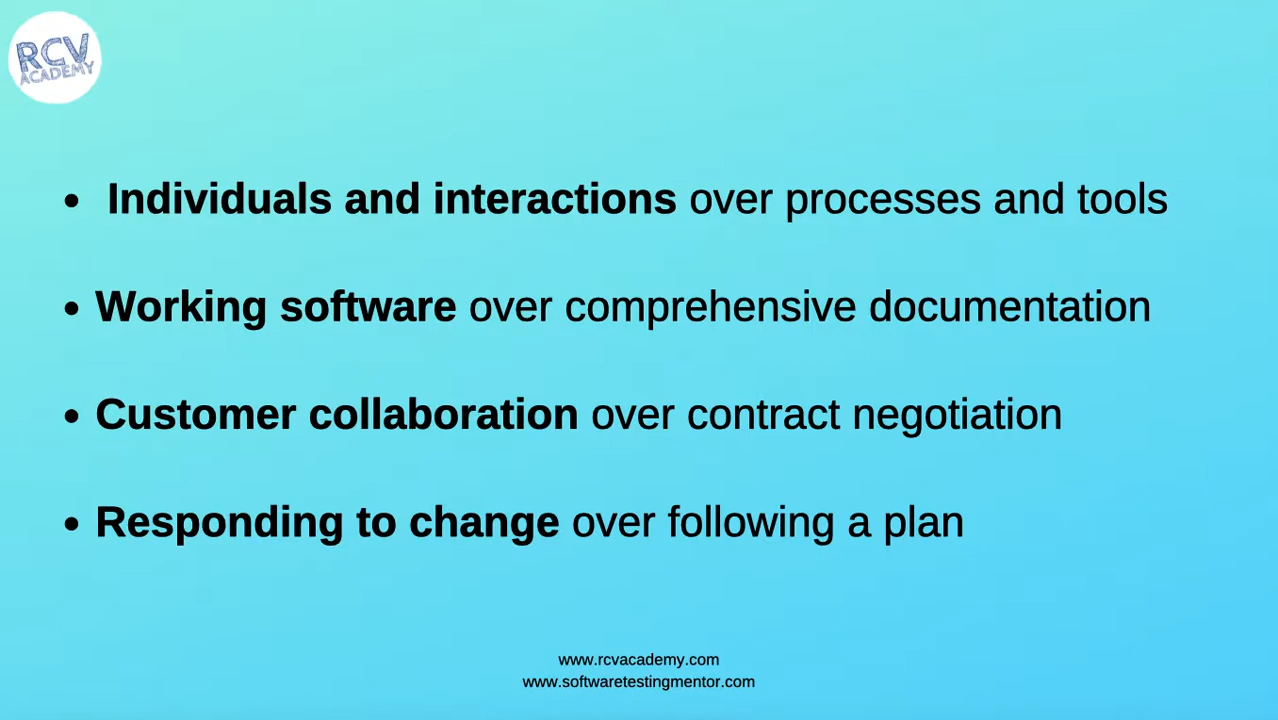 RCV
ACADEMY
• Individuals and interactions over processes and tools
• Working software over comprehensive documentation
• Customer collaboration over contract negotiation
• Responding to change over following a plan
www.rcvacademy.com
www.softwaretestingmentor.com